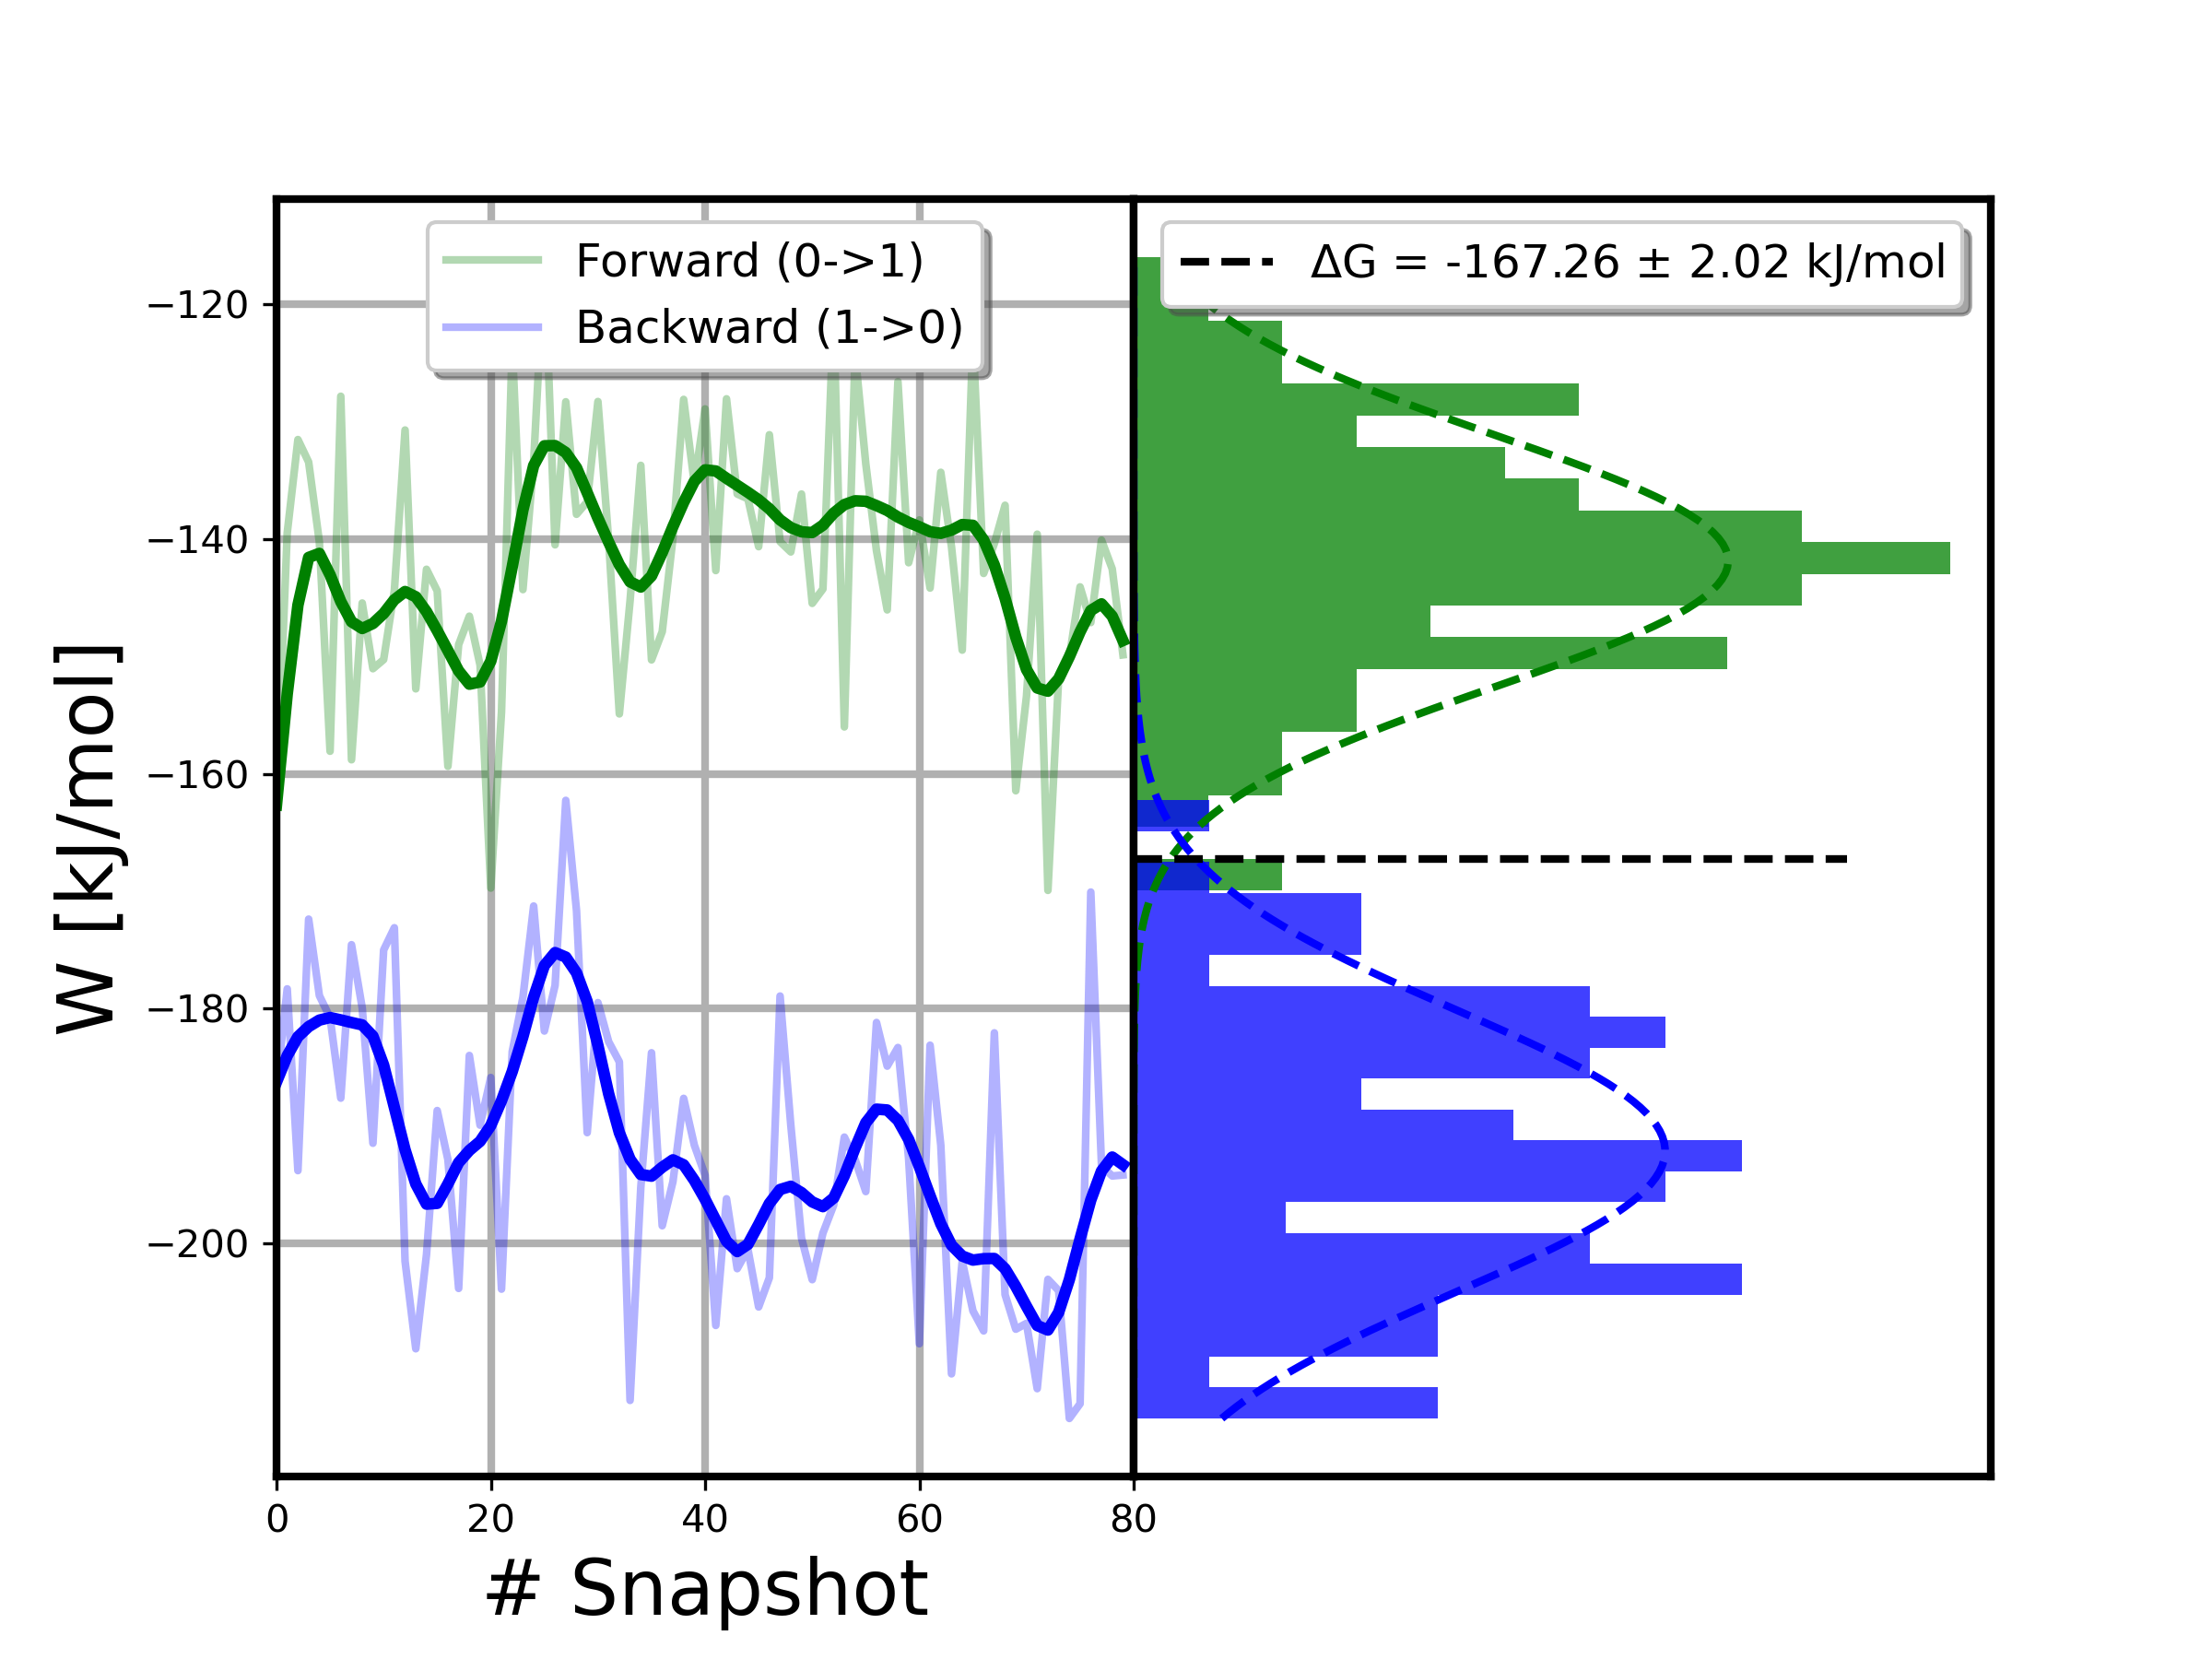 Forward (0->1)
Backward (1->0)
ΔG = -167.26 ± 2.02 kJ/mol
−120
−140
−160
−180
−200
W [kJ/mol]
0 20 40 60 80
# Snapshot